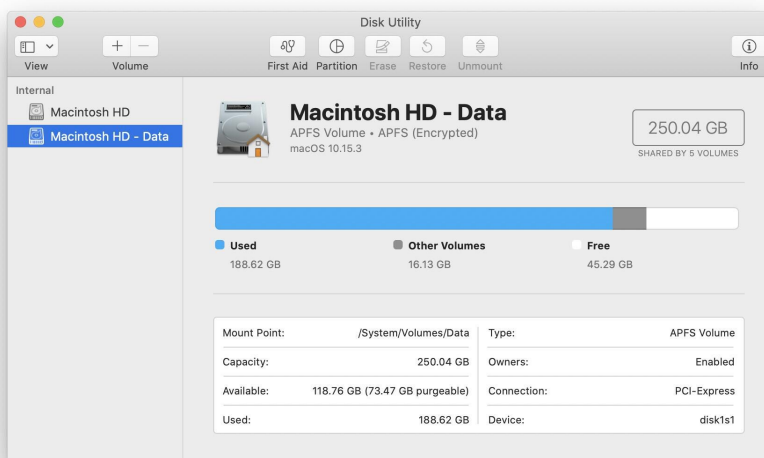 Disk Utility
View
Volume
First Aid Partition Erase Restore Unmount
Info
Internal
Macintosh HD
Macintosh HD - Data
Macintosh HD - Data
APFS Volume • APFS (Encrypted)
macOS 10.15.3
250.04 GB
SHARED BY 5 VOLUMES
Used
188.62 GB
Other Volumes
16.13 GB
Free
45.29 GB
Mount Point: /System/Volumes/Data
Capacity: 250.04 GB
Available: 118.76 GB (73.47 GB purgeable)
Used: 188.62 GB
Type: APFS Volume
Owners: Enabled
Connection: PCI-Express
Device: disk1s1